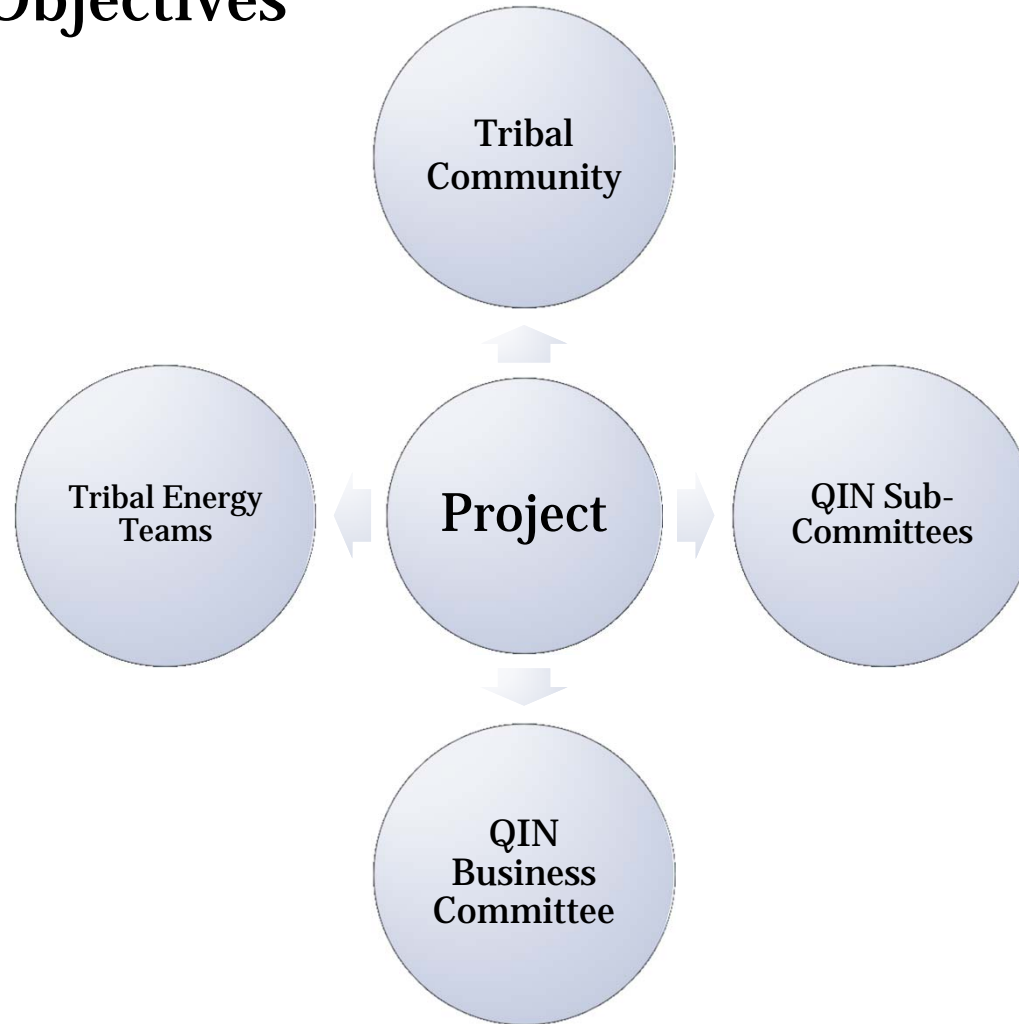 Objectives
Tribal
Community
Tribal Energy
Teams
Project
QIN Sub-
Committees
QIN
Business
Committee